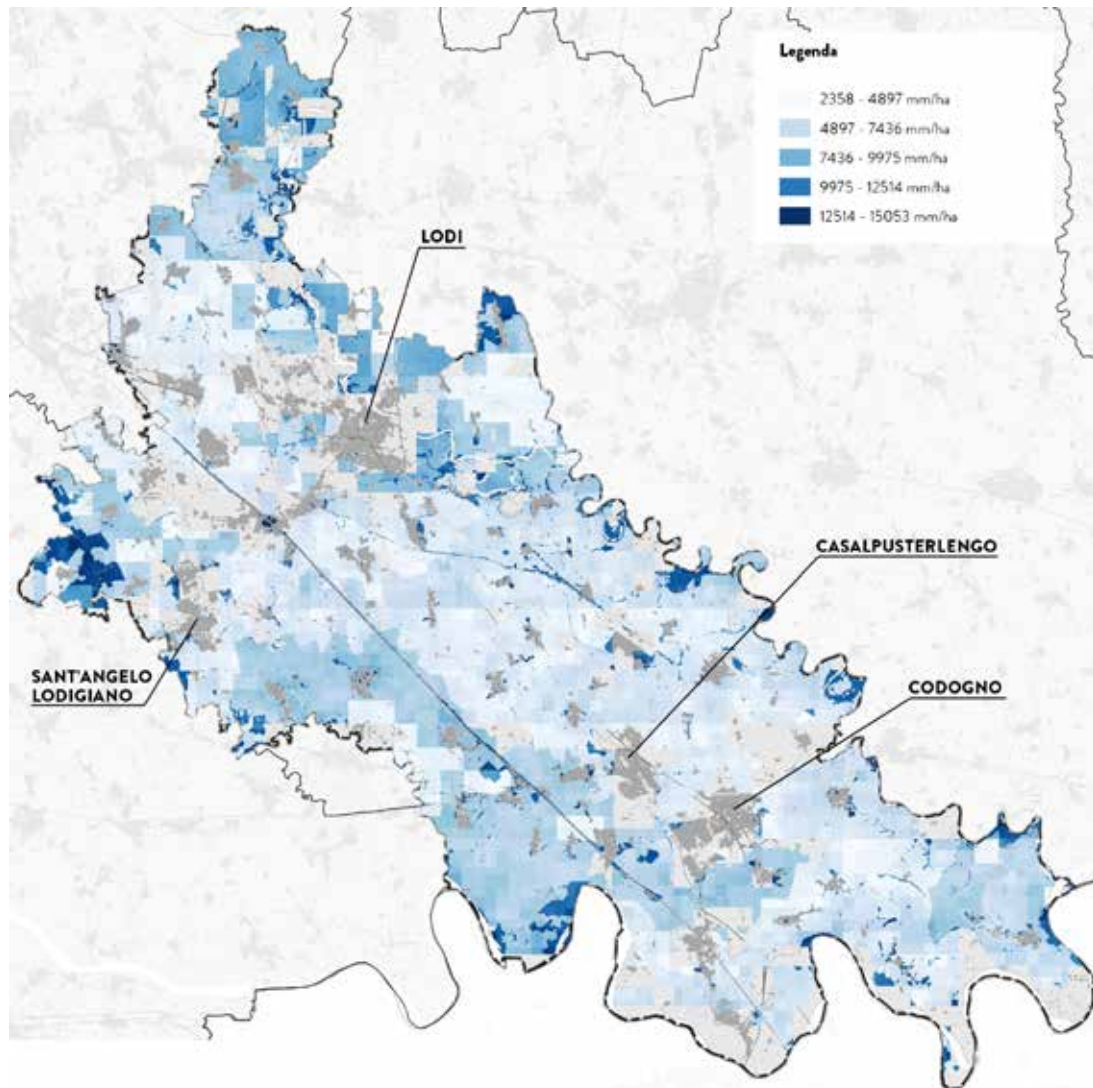 Legenda
2358 - 4897 mm/ha
4897 - 7436 mm/ha
7436 - 9975 mm/ha
9975 - 12514 mm/ha
12514 - 15053 mm/ha
LODI
CASALPUSTERLENGO
SANT'ANGELO
LODIGIANO
CODOGNO